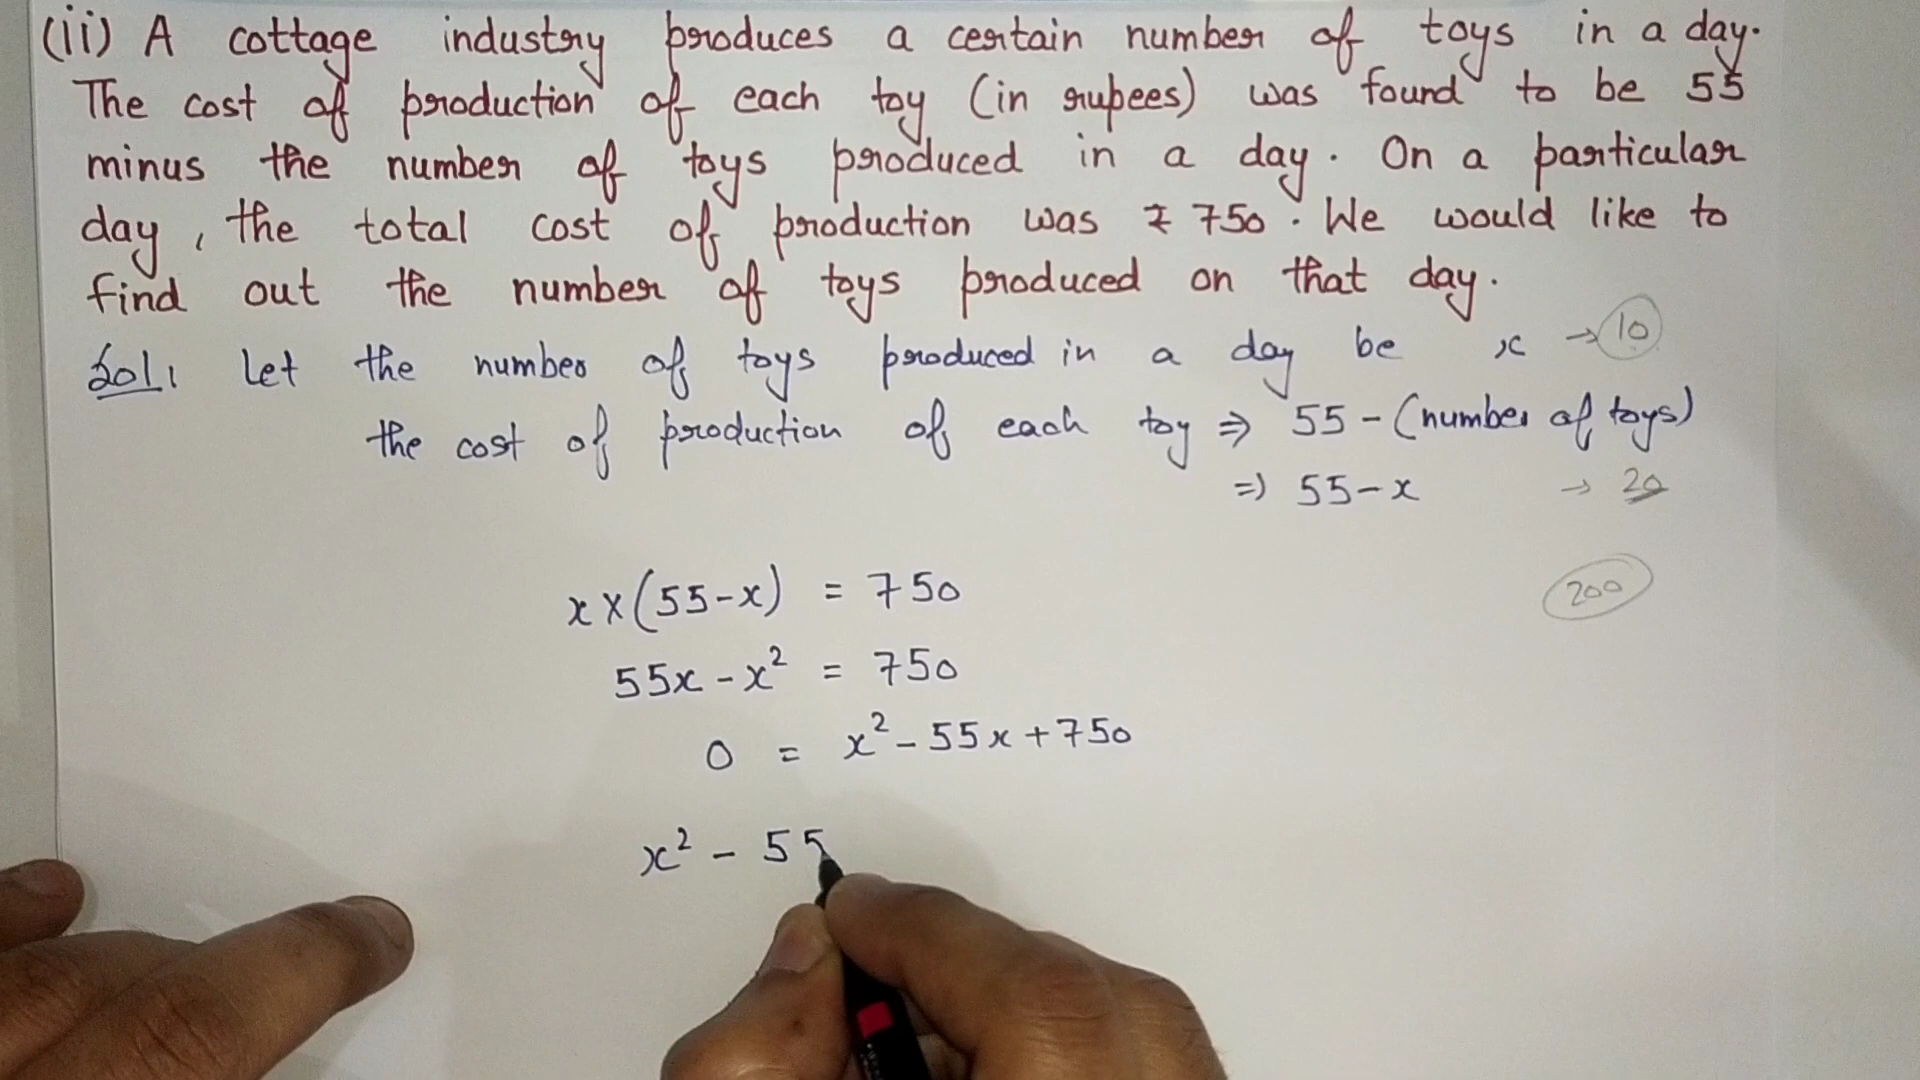 (ii) A cottage industry produces a certain number of toys in a day.
The cost of production of each toy (in rupees) was found to be 55
minus the number of toys produced in a day. On a particular
day, the total cost of production was ₹ 750. We would like to
find out the number of toys produced on that day.
Sol: Let the number of toys produced in a day be x → 10
the cost of production of each toy ⇒ 55 - (number of toys)
⇒ 55 - x → 20
x × (55 - x) = 750
200
55x - x² = 750
0 = x² - 55x + 750
x² - 55